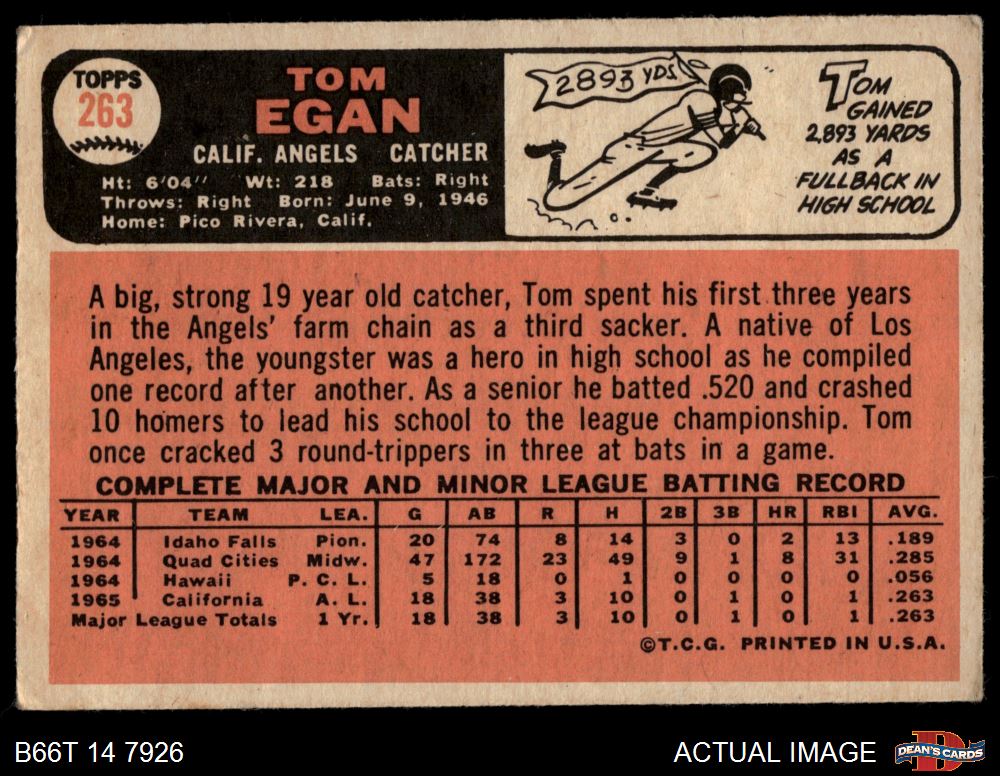 TOPPS
263
TOM
EGAN
CALIF. ANGELS CATCHER
Ht: 6'04" Wt: 218 Bats: Right
Throws: Right Born: June 9, 1946
Home: Pico Rivera, Calif.
2893 YDS.
TOM
GAINED
2,893 YARDS
AS A
FULLBACK IN
HIGH SCHOOL
A big, strong 19 year old catcher, Tom spent his first three years
in the Angels' farm chain as a third sacker. A native of Los
Angeles, the youngster was a hero in high school as he compiled
one record after another. As a senior he batted .520 and crashed
10 homers to lead his school to the league championship. Tom
once cracked 3 round-trippers in three at bats in a game.
COMPLETE MAJOR AND MINOR LEAGUE BATTING RECORD
YEAR TEAM LEA. G AB R H 2B 3B HR RBI AVG.
1964 Idaho Falls Pion. 20 74 8 14 3 0 2 13 .189
1964 Quad Cities Midw. 47 172 23 49 9 1 8 31 .285
1964 Hawaii P. C. L. 5 18 0 1 0 0 0 0 .056
1965 California A. L. 18 38 3 10 0 1 0 1 .263
Major League Totals 1 Yr. 18 38 3 10 0 1 0 1 .263
©T.C.G. PRINTED IN U.S.A.
B66T 14 7926
ACTUAL IMAGE
DEAN'S CARDS